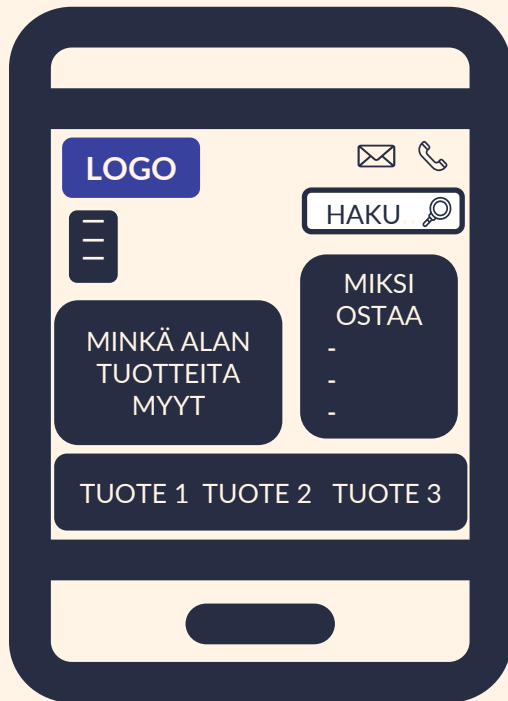 LOGO
HAKU
MIKSI
OSTAA
-
-
-
MINKÄ ALAN
TUOTTEITA
MYYT
TUOTE 1 TUOTE 2 TUOTE 3